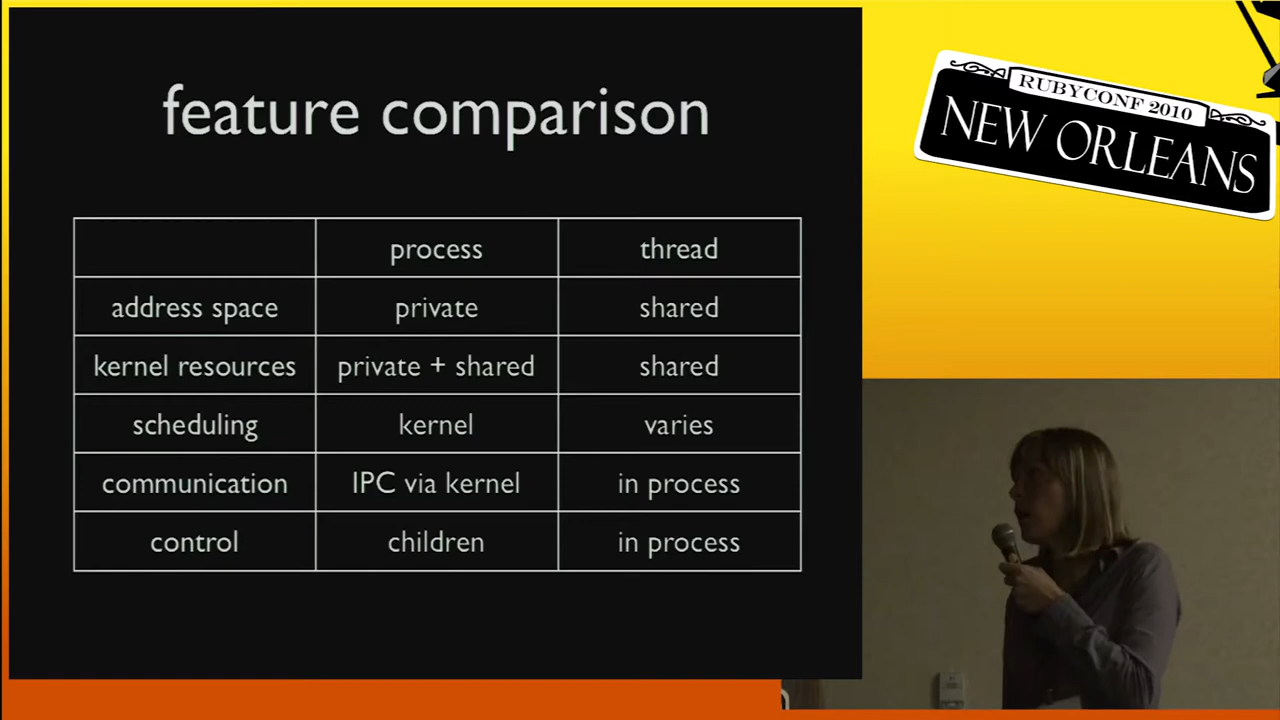 feature comparison
process thread
address space private shared
kernel resources private + shared shared
scheduling kernel varies
communication IPC via kernel in process
control children in process
RUBYCONF 2010
NEW ORLEANS